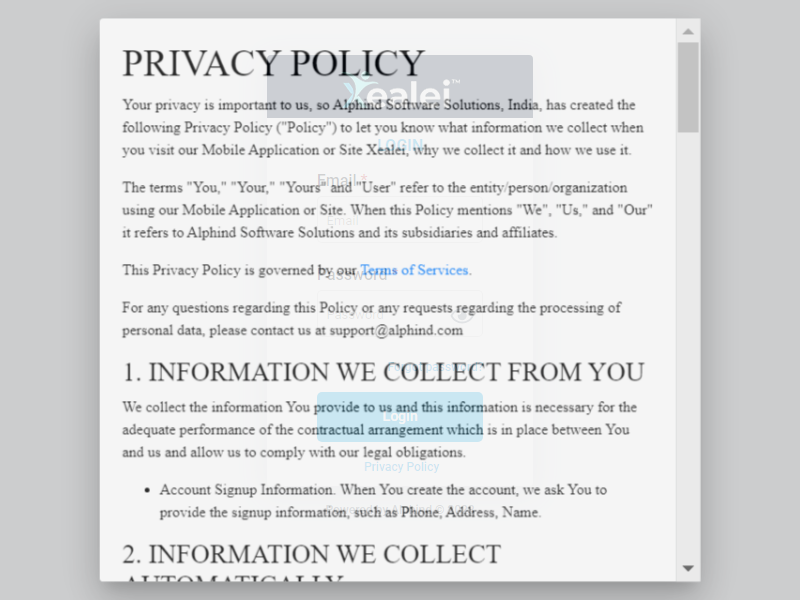 PRIVACY POLICY
Xealei™
Your privacy is important to us, so Alphind Software Solutions, India, has created the
following Privacy Policy ("Policy") to let you know what information we collect when
you visit our Mobile Application or Site Xealei, why we collect it and how we use it.
LOGIN
Email *
The terms "You," "Your," "Yours" and "User" refer to the entity/person/organization
using our Mobile Application or Site. When this Policy mentions "We", "Us," and "Our"
Email
it refers to Alphind Software Solutions and its subsidiaries and affiliates.
This Privacy Policy is governed by our Terms of Services.
Password
For any questions regarding this Policy or any requests regarding the processing of
Password
personal data, please contact us at support@alphind.com
1. INFORMATION WE COLLECT FROM YOU
We collect the information You provide to us and this information is necessary for the
Login
adequate performance of the contractual arrangement which is in place between You
and us and allow us to comply with our legal obligations.
Privacy Policy
• Account Signup Information. When You create the account, we ask You to
provide the signup information, such as Phone, Address, Name.
2. INFORMATION WE COLLECT
AUTOMATICALLY